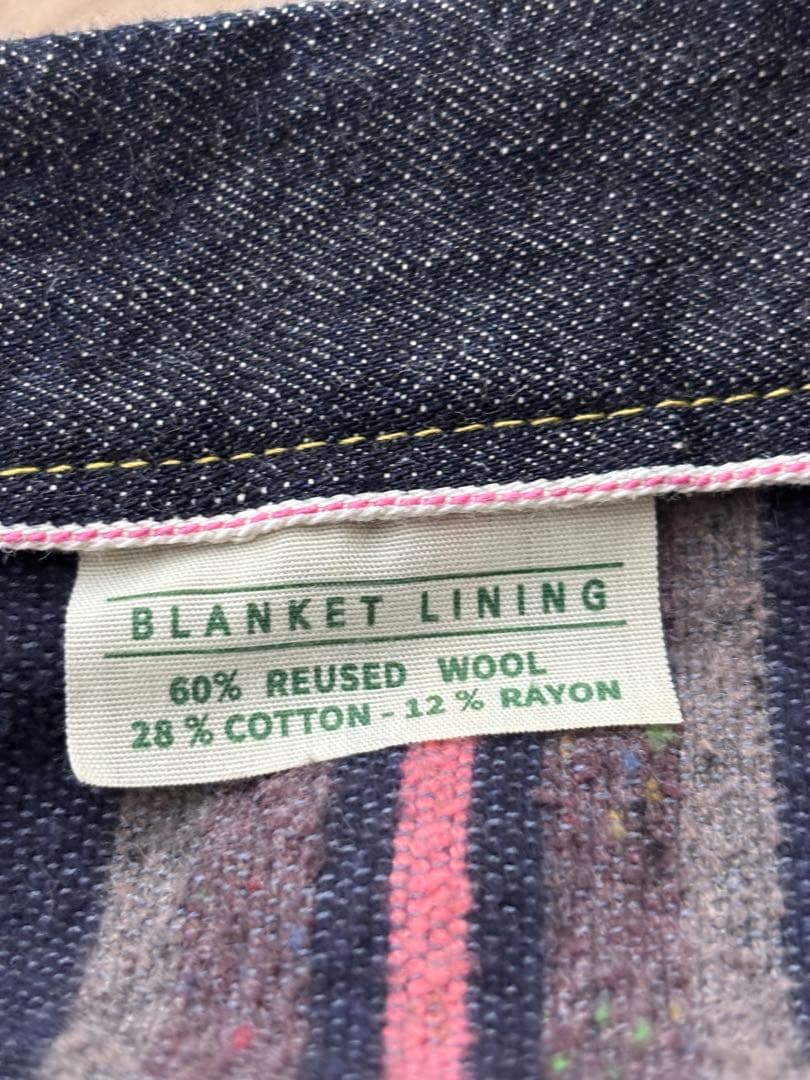 BLANKET LINING
60% REUSED WOOL
28% COTTON - 12% RAYON